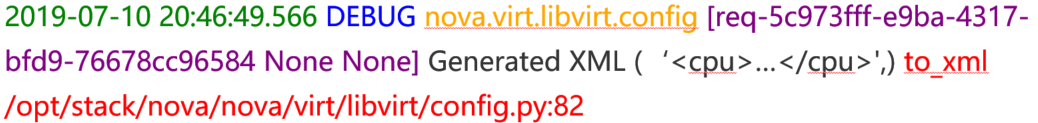 2019-07-10 20:46:49.566 DEBUG nova.virt.libvirt.config [req-5c973fff-e9ba-4317-
bfd9-76678cc96584 None None] Generated XML ( ‘<cpu>...</cpu>',) to_xml
/opt/stack/nova/nova/virt/libvirt/config.py:82